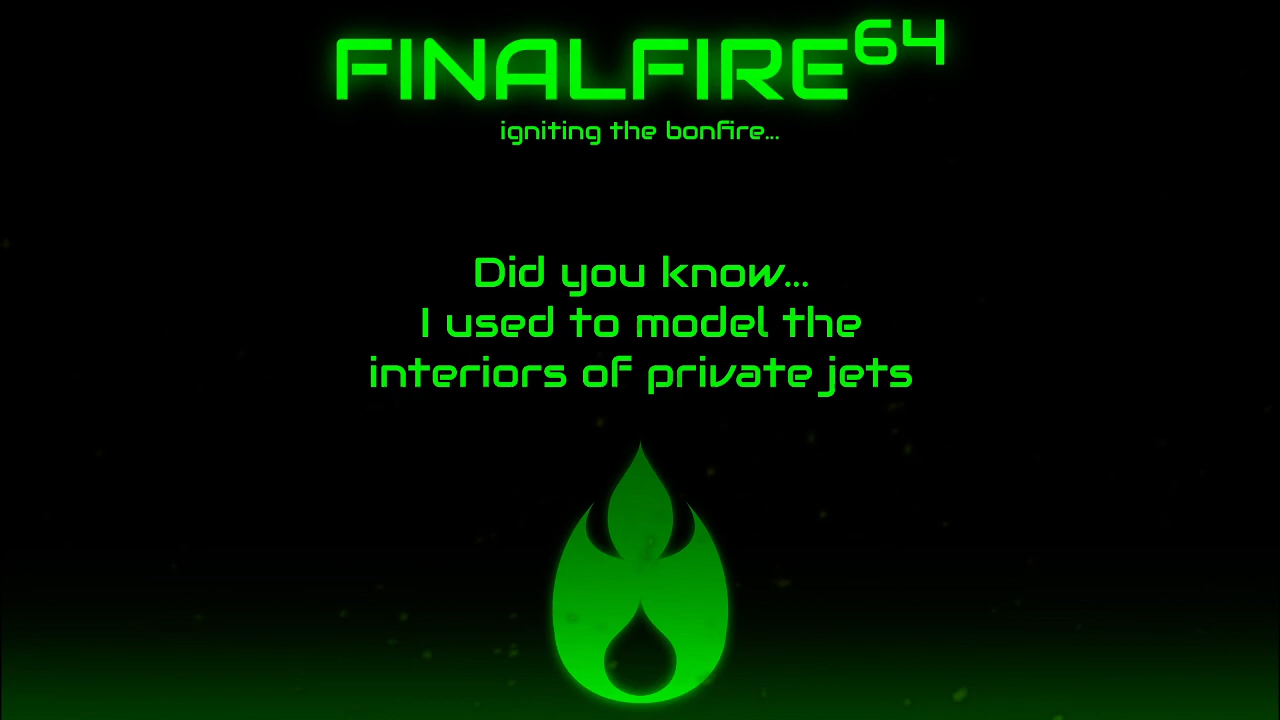 FINALFIRE64
igniting the bonfire...
Did you know...
I used to model the
interiors of private jets